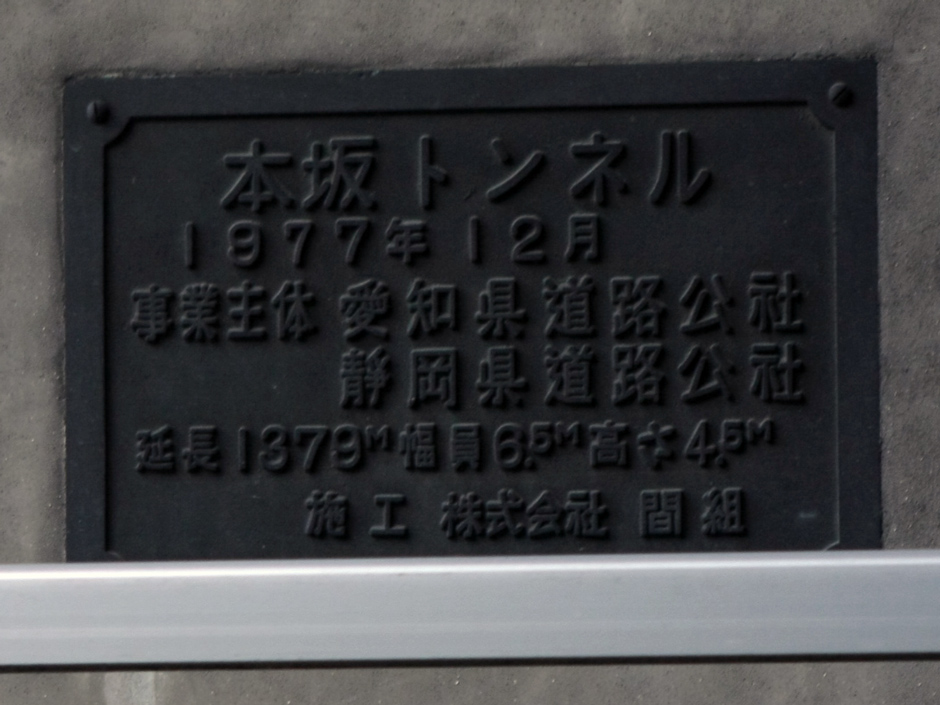 本坂トンネル
1977年 12月
事業主体 愛知県道路公社
静岡県道路公社
延長1379M幅員6.5M高さ4.5M
施工 株式会社 間組